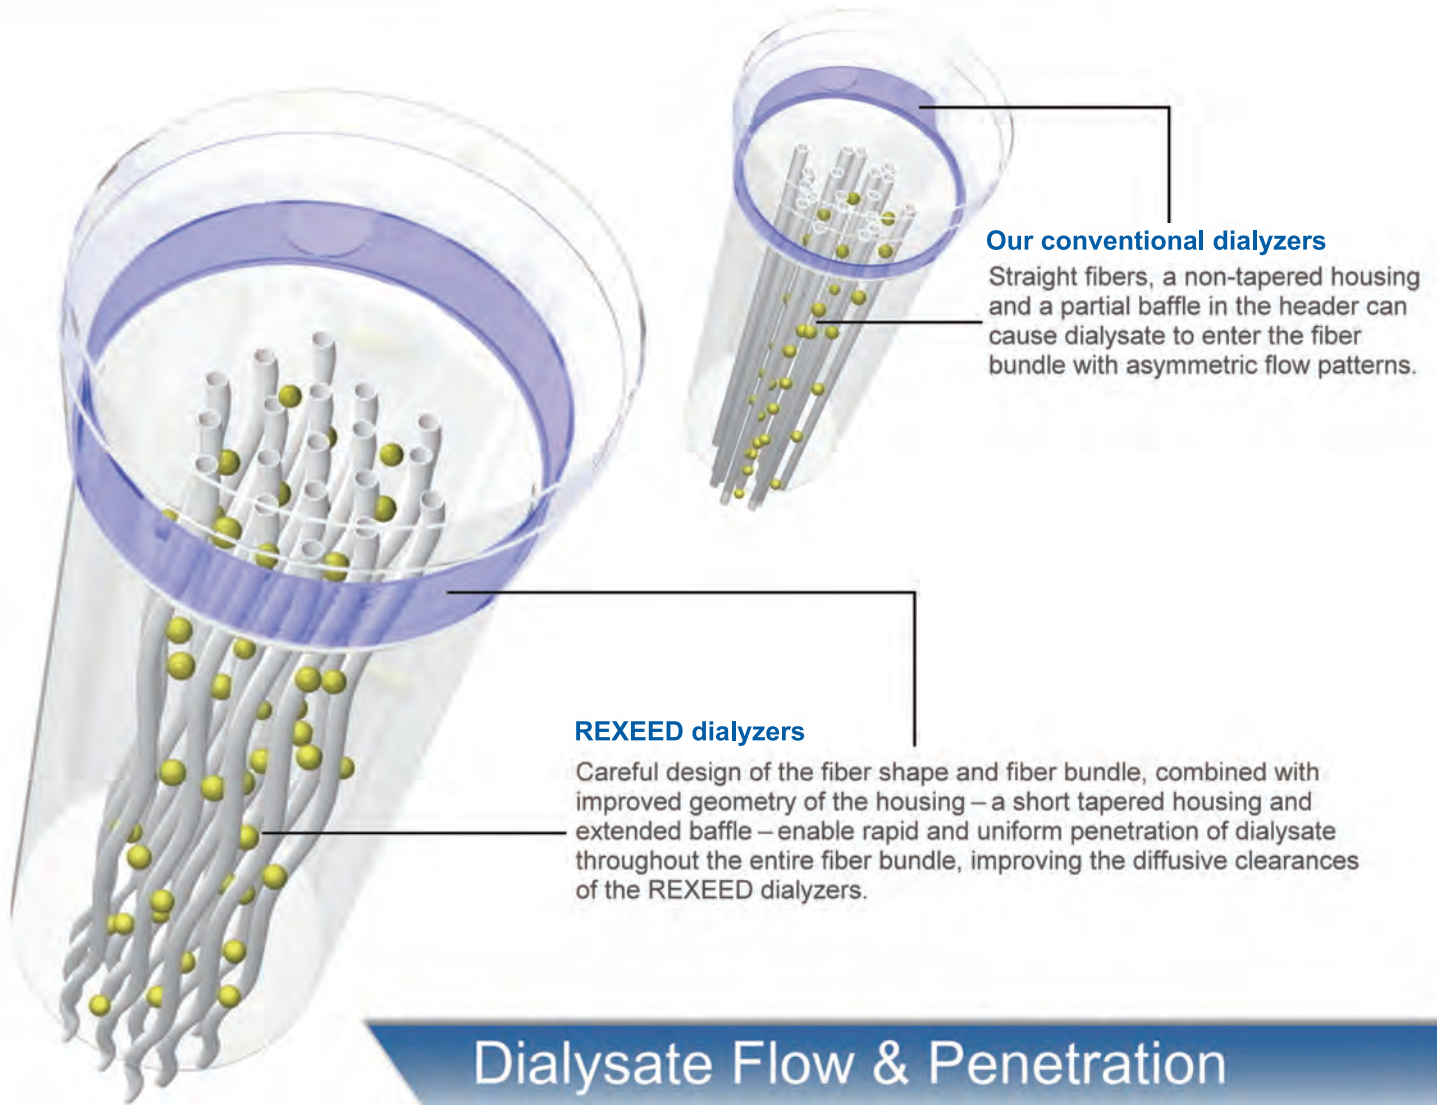 Our conventional dialyzers
Straight fibers, a non-tapered housing
and a partial baffle in the header can
cause dialysate to enter the fiber
bundle with asymmetric flow patterns.
REXEED dialyzers
Careful design of the fiber shape and fiber bundle, combined with
improved geometry of the housing – a short tapered housing and
extended baffle – enable rapid and uniform penetration of dialysate
throughout the entire fiber bundle, improving the diffusive clearances
of the REXEED dialyzers.
Dialysate Flow & Penetration